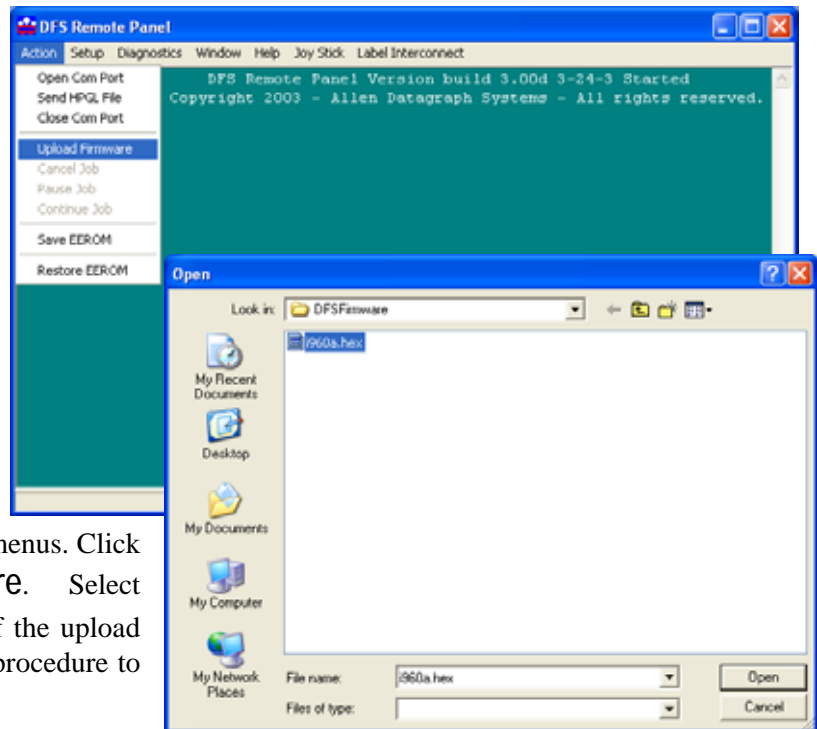 DFS Remote Panel
Action Setup Diagnostics Window Help Joy Stick Label Interconnect
Open Com Port
Send HPGL File
Close Com Port
Upload Firmware
Cancel Job
Pause Job
Continue Job
Save EEROM
Restore EEROM
DFS Remote Panel Version build 3.00d 3-24-3 Started
Copyright 2003 - Allen Datagraph Systems - All rights reserved.
Open
Look in: DFSFirmware
i960a.hex
My Recent
Documents
Desktop
My Documents
My Computer
My Network
Places
File name: i960a.hex Open
Files of type: Cancel
menus. Click
re. Select
f the upload
procedure to